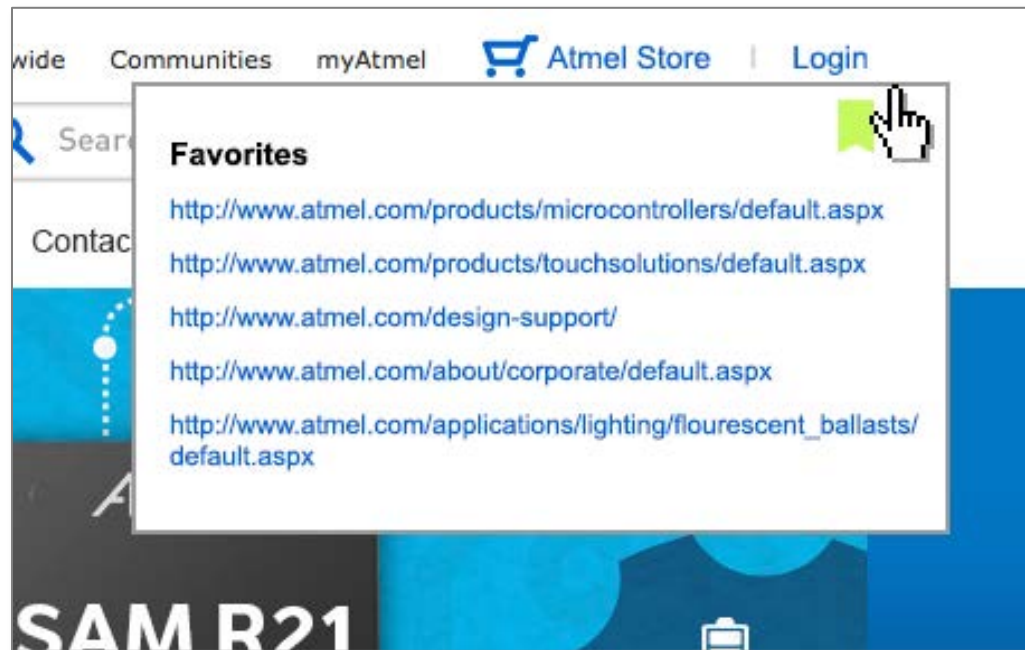 wide Communities myAtmel Atmel Store | Login
Sear
Favorites
http://www.atmel.com/products/microcontrollers/default.aspx
Contac
http://www.atmel.com/products/touchsolutions/default.aspx
http://www.atmel.com/design-support/
http://www.atmel.com/about/corporate/default.aspx
http://www.atmel.com/applications/lighting/flourescent_ballasts/
default.aspx
SAM R21